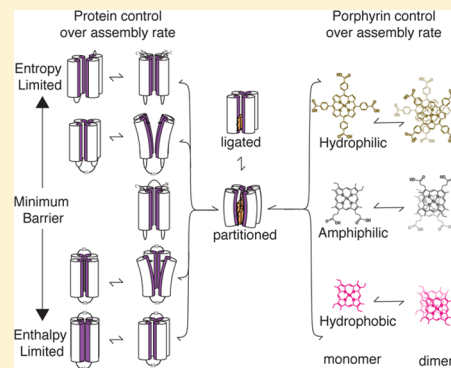 Protein control
over assembly rate
Porphyrin control
over assembly rate
Entropy
Limited
Minimum
Barrier
Enthalpy
Limited
ligated
partitioned
Hydrophilic
Amphiphilic
Hydrophobic
monomer
dimer